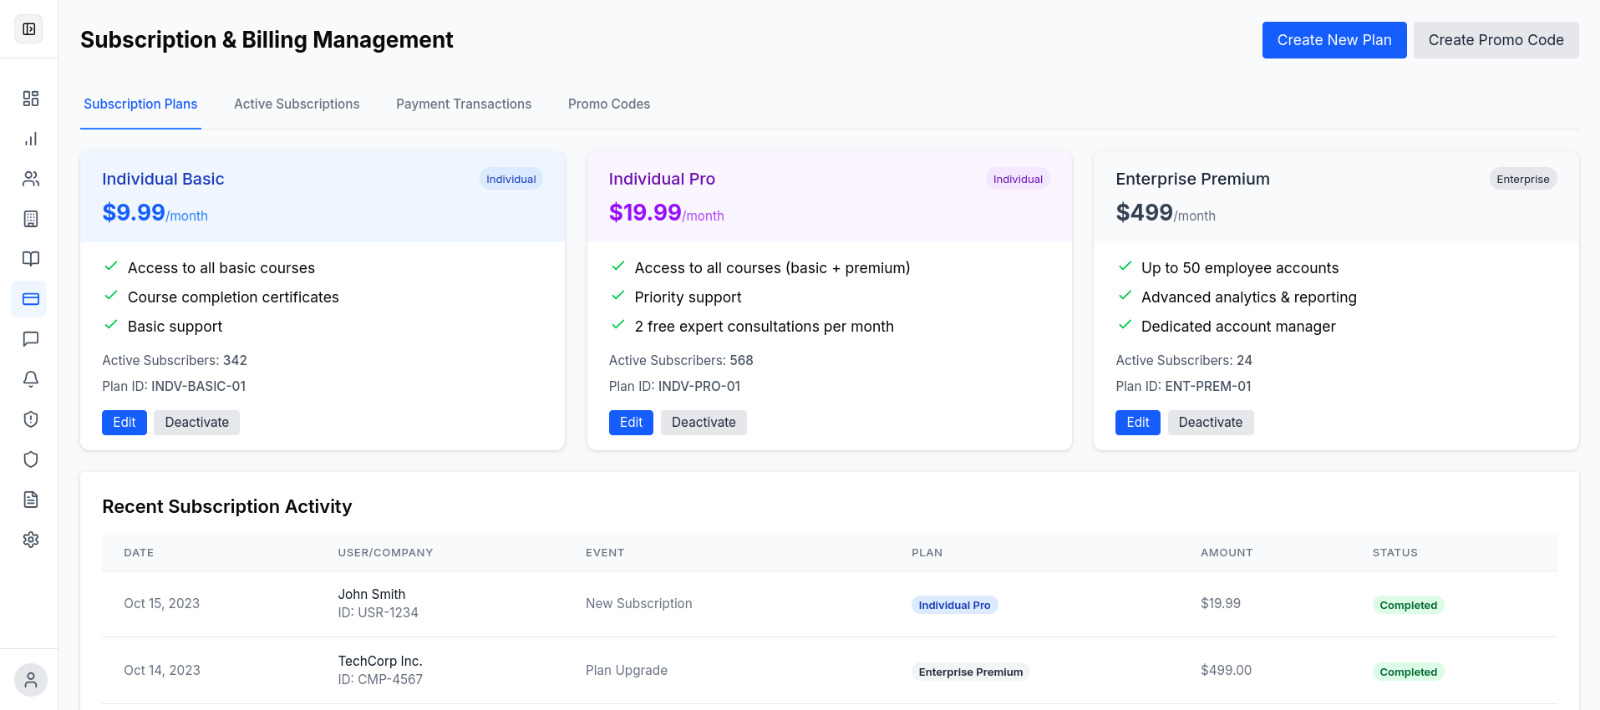 Subscription & Billing Management
Create New Plan
Create Promo Code
Subscription Plans
Active Subscriptions
Payment Transactions
Promo Codes
Individual Basic
Individual
$9.99/month
Access to all basic courses
Course completion certificates
Basic support
Active Subscribers: 342
Plan ID: INDV-BASIC-01
Edit
Deactivate
Individual Pro
Individual
$19.99/month
Access to all courses (basic + premium)
Priority support
2 free expert consultations per month
Active Subscribers: 568
Plan ID: INDV-PRO-01
Edit
Deactivate
Enterprise Premium
Enterprise
$499/month
Up to 50 employee accounts
Advanced analytics & reporting
Dedicated account manager
Active Subscribers: 24
Plan ID: ENT-PREM-01
Edit
Deactivate
Recent Subscription Activity
DATE
USER/COMPANY
EVENT
PLAN
AMOUNT
STATUS
Oct 15, 2023
John Smith
ID: USR-1234
New Subscription
Individual Pro
$19.99
Completed
Oct 14, 2023
TechCorp Inc.
ID: CMP-4567
Plan Upgrade
Enterprise Premium
$499.00
Completed